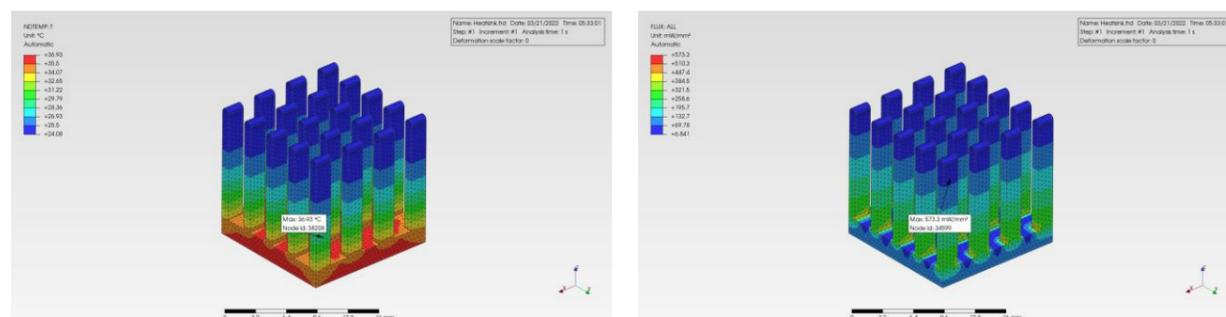 NDTEMP: T
Unit: °C
Automatic
+36.93
+35.5
+34.07
+32.65
+31.22
+29.79
+28.36
+26.93
+25.5
+24.08
Name: Heatsink.frd Date: 03/21/2022 Time: 05:33:01
Step: #1 Increment: #1 Analysis time: 1 s
Deformation scale factor: 0
Max: 36.93 °C
Node id: 38208
FLUX: ALL
Unit: mW/mm²
Automatic
+573.3
+510.3
+447.4
+384.5
+321.5
+258.6
+195.7
+132.7
+69.78
+6.841
Name: Heatsink.frd Date: 03/21/2022 Time: 05:33:01
Step: #1 Increment: #1 Analysis time: 1 s
Deformation scale factor: 0
Max: 573.3 mW/mm²
Node id: 34599